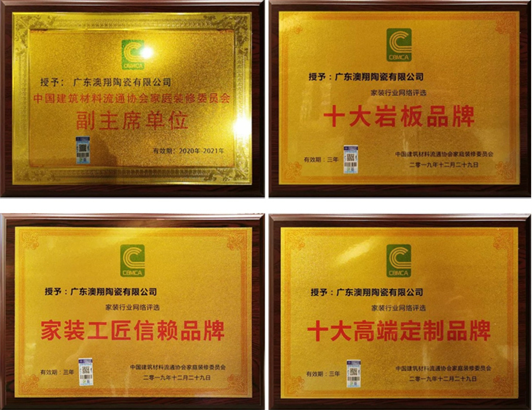 CBMCA
授予：广东澳翔陶瓷有限公司
中国建筑材料流通协会家庭装修委员会
副主席单位
有效期：2020年-2021年
CBMCA
授予：广东澳翔陶瓷有限公司
家装行业网络评选
十大岩板品牌
有效期：三年
中国建筑材料流通协会家庭装修委员会
二零一九年十二月二十九日
CBMCA
授予：广东澳翔陶瓷有限公司
家装行业网络评选
家装工匠信赖品牌
有效期：三年
中国建筑材料流通协会家庭装修委员会
二零一九年十二月二十九日
CBMCA
授予：广东澳翔陶瓷有限公司
家装行业网络评选
十大高端定制品牌
有效期：三年
中国建筑材料流通协会家庭装修委员会
二零一九年十二月二十九日